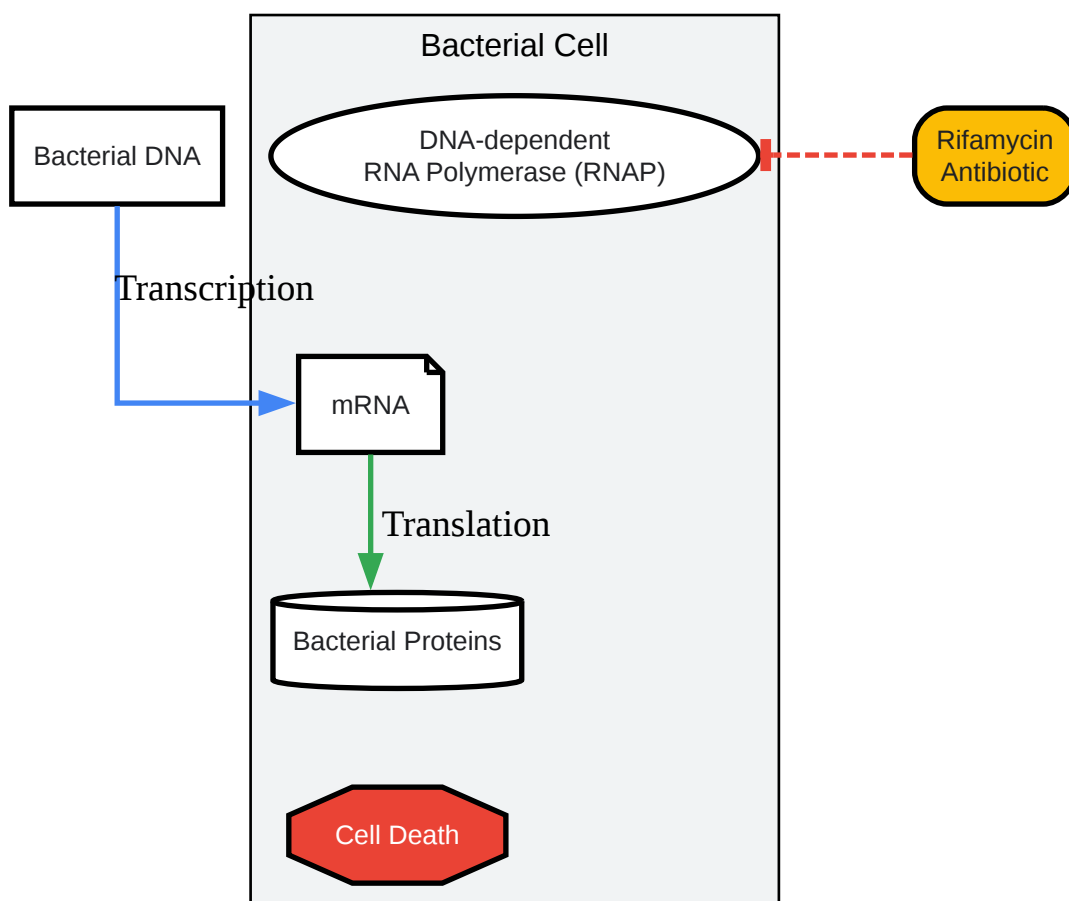 Bacterial Cell
Bacterial DNA
DNA-dependent
RNA Polymerase (RNAP)
Rifamycin
Antibiotic
Transcription
mRNA
Translation
Bacterial Proteins
Cell Death